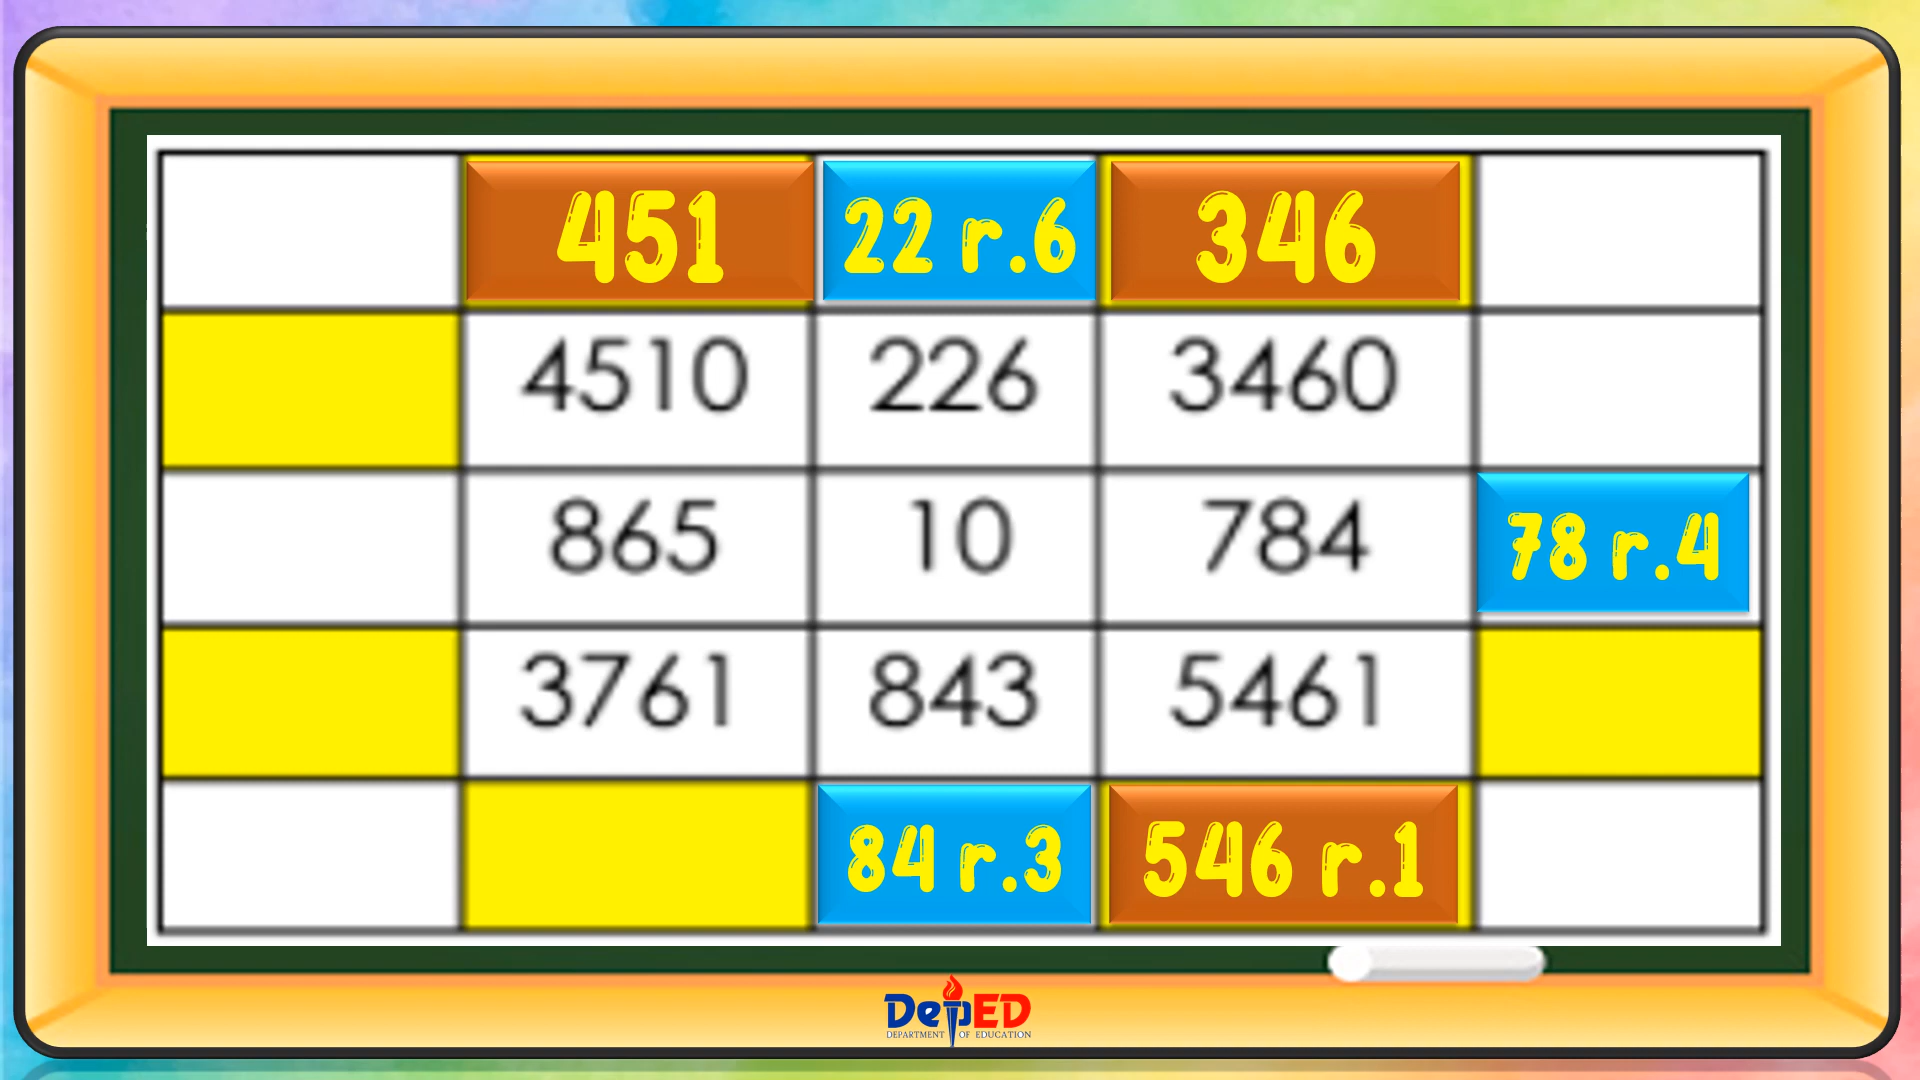 451 22 r.6 346
4510 226 3460
865 10 784 78 r.4
3761 843 5461
84 r.3 546 r.1
DepED
DEPARTMENT OF EDUCATION